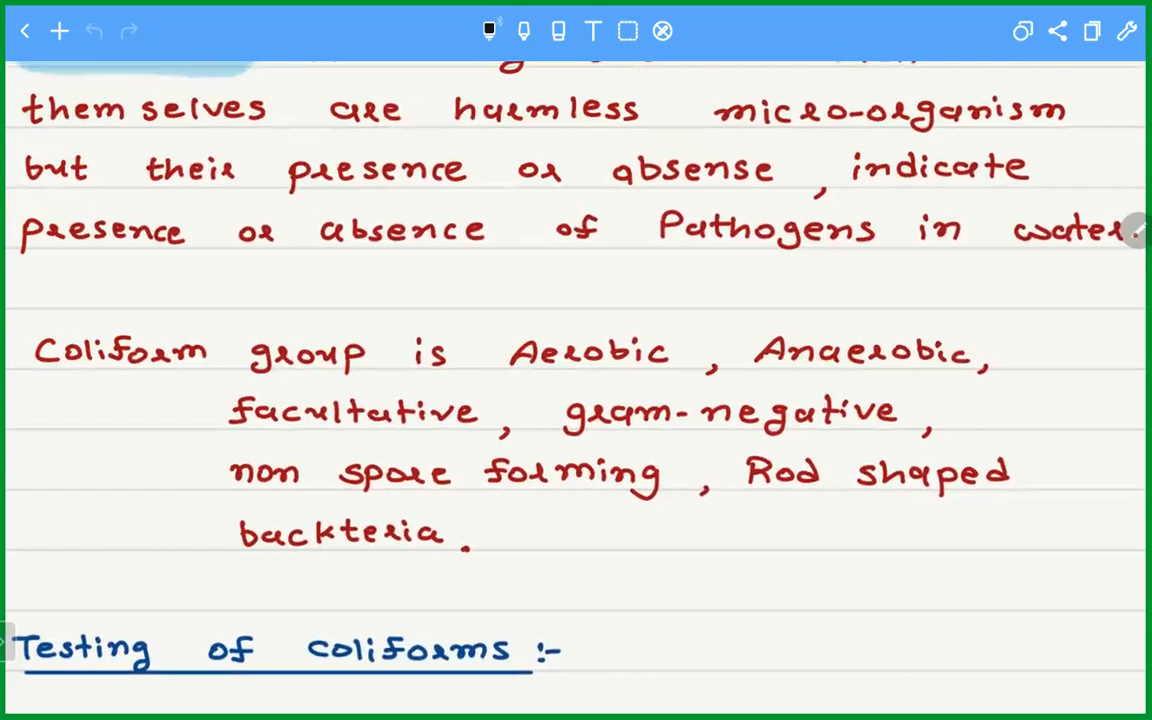 themselves are harmless micro-organism
but their presence or absense, indicate
presence or absence of Pathogens in water.
Coliform group is Aerobic, Anaerobic,
facultative, gram-negative,
non spore forming, Rod shaped
backteria.
Testing of coliforms :-